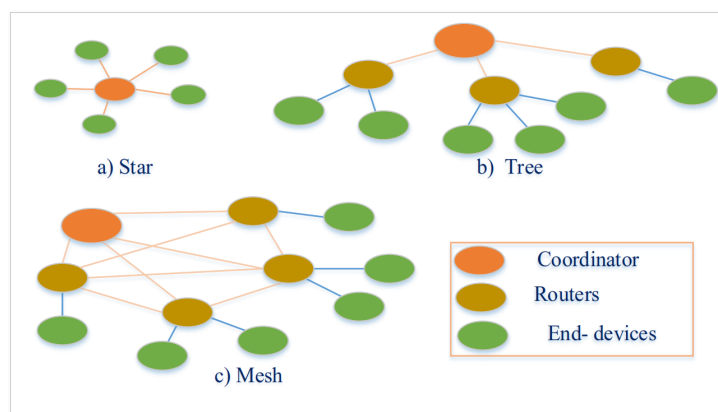 a) Star
b) Tree
c) Mesh
Coordinator
Routers
End- devices